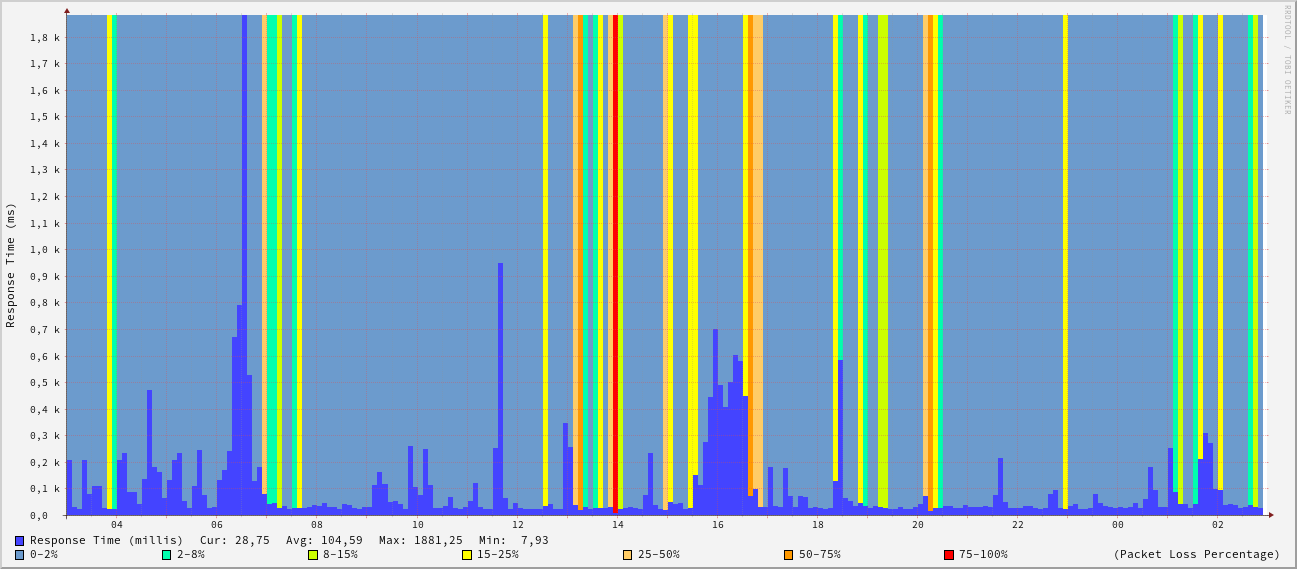 RRDTOOL / TOBI OETIKER
Response Time (ms)
1,8 k
1,7 k
1,6 k
1,5 k
1,4 k
1,3 k
1,2 k
1,1 k
1,0 k
0,9 k
0,8 k
0,7 k
0,6 k
0,5 k
0,4 k
0,3 k
0,2 k
0,1 k
0,0
04 06 08 10 12 14 16 18 20 22 00 02
Response Time (millis) Cur: 28,75 Avg: 104,59 Max: 1881,25 Min: 7,93
0-2% 2-8% 8-15% 15-25% 25-50% 50-75% 75-100% (Packet Loss Percentage)